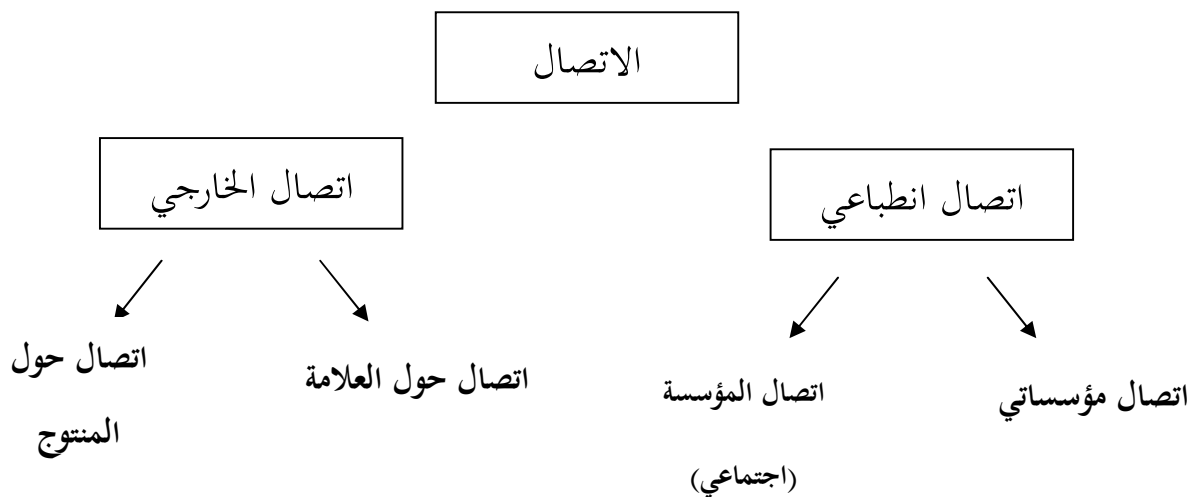 الاتصال
اتصال انطباعي
اتصال الخارجي
اتصال مؤسساتي
اتصال المؤسسة
(اجتماعي)
اتصال حول العلامة
اتصال حول
المنتوج